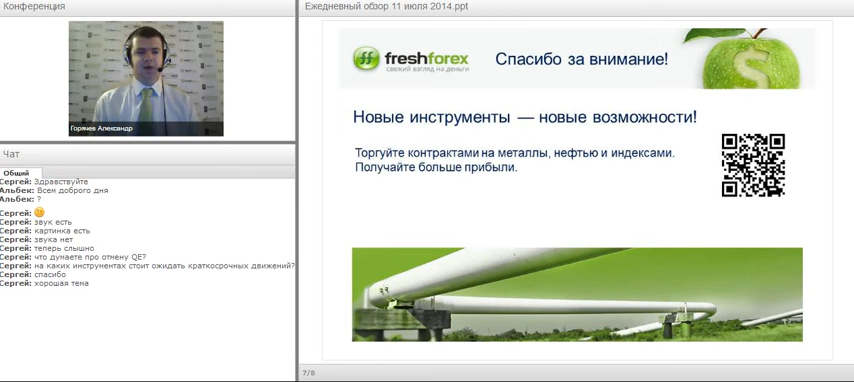 Конференция
Горячев Александр
Чат
Общий
Сергей: Здравствуйте
Альбек: Всем доброго дня
Альбек: ?
Сергей:
Сергей: звук есть
Сергей: картинка есть
Сергей: звука нет
Сергей: теперь слышно
Сергей: что думаете про отмену QE?
Сергей: на каких инструментах стоит ожидать краткосрочных движений?
Сергей: спасибо
Сергей: хорошая тема
Ежедневный обзор 11 июля 2014.ppt
freshforex
свежий взгляд на деньги
Спасибо за внимание!
$
Новые инструменты — новые возможности!
Торгуйте контрактами на металлы, нефтью и индексами.
Получайте больше прибыли.
7/8